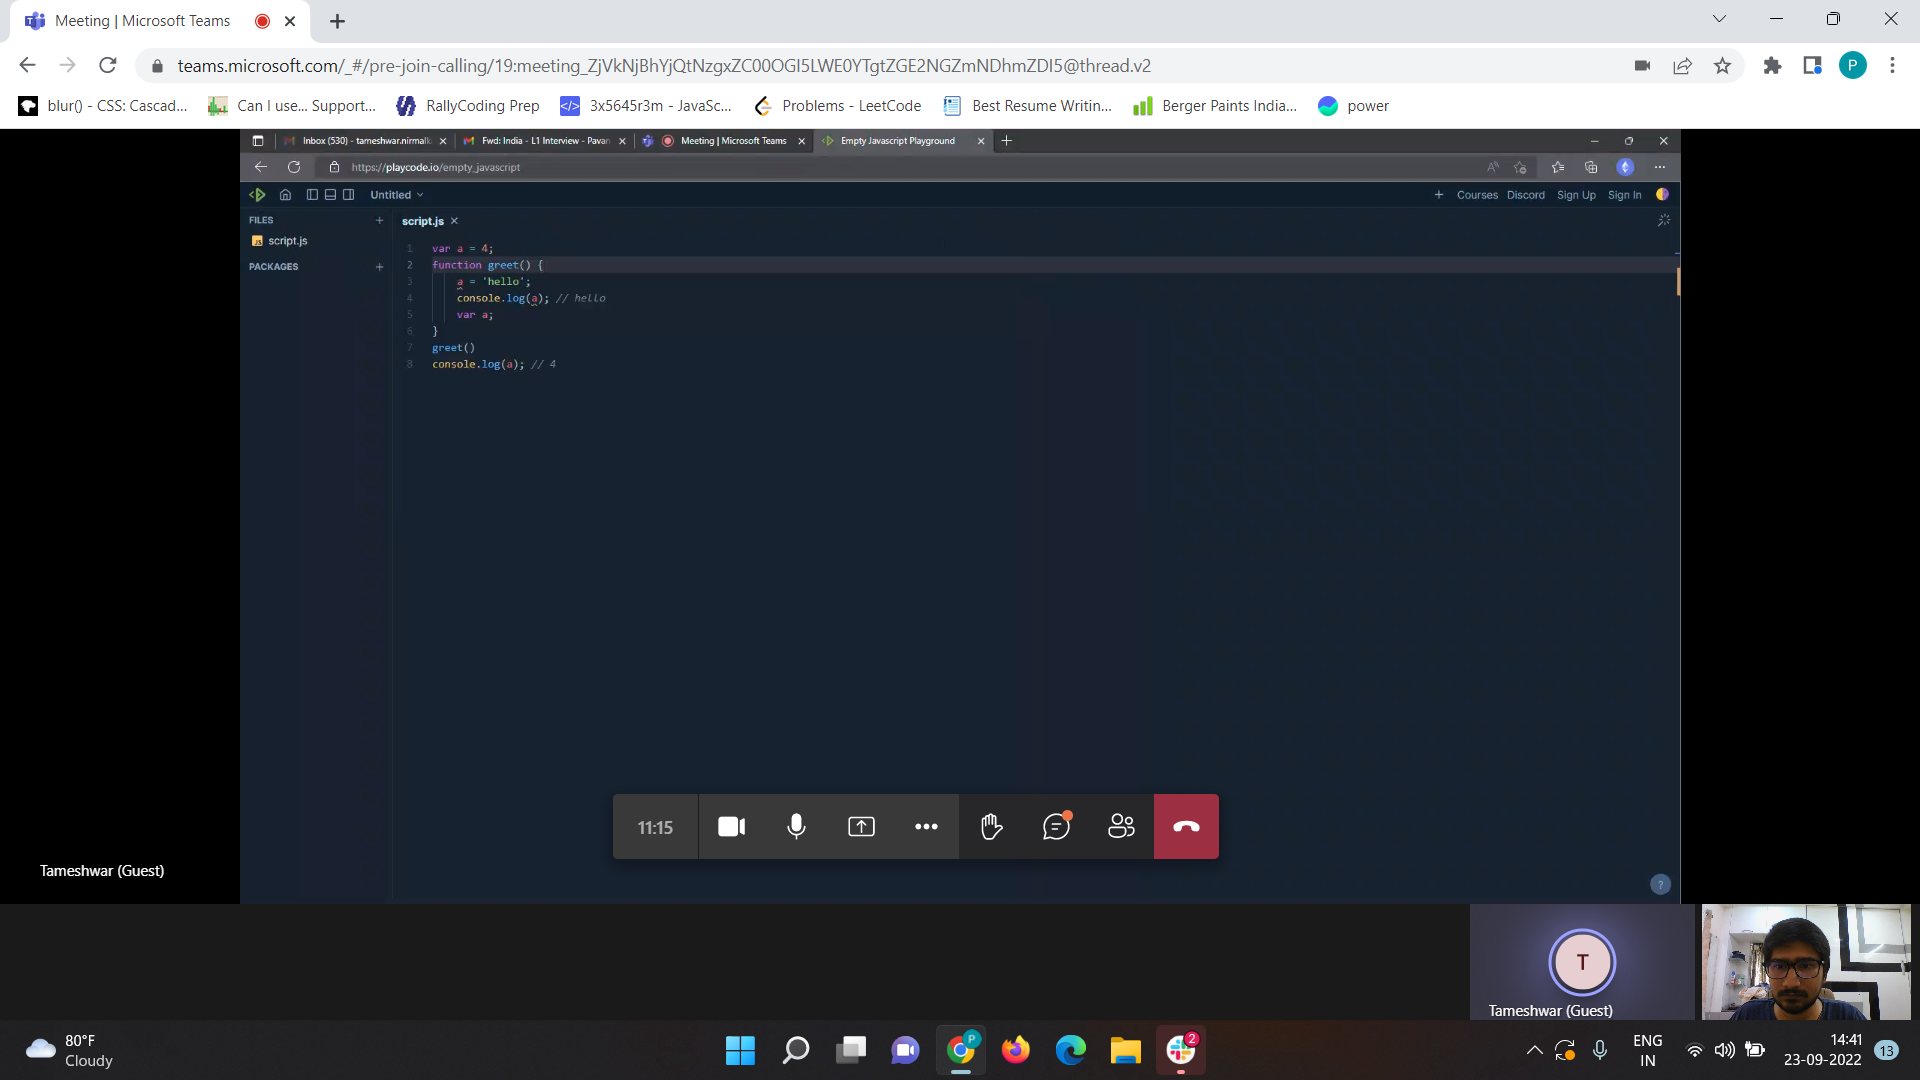 Meeting | Microsoft Teams
teams.microsoft.com/_#/pre-join-calling/19:meeting_ZjVkNjBhYjQtNzgxZC00OGI5LWE0YTgtZGE2NGZmNDhmZDI5@thread.v2
P
blur() - CSS: Cascad...
Can I use... Support...
RallyCoding Prep
3x5645r3m - JavaSc...
Problems - LeetCode
Best Resume Writin...
Berger Paints India...
power
Inbox (530) - tameshwar.nirmalk
Fwd: India - L1 Interview - Pavan
Meeting | Microsoft Teams
Empty Javascript Playground
https://playcode.io/empty_javascript
Untitled
Courses
Discord
Sign Up
Sign In
FILES
script.js
script.js
PACKAGES
1 var a = 4;
2 function greet() {
3 a = 'hello';
4 console.log(a); // hello
5 var a;
6 }
7 greet()
8 console.log(a); // 4
11:15
Tameshwar (Guest)
?
T
Tameshwar (Guest)
80°F
Cloudy
P
2
ENG
IN
14:41
23-09-2022
13